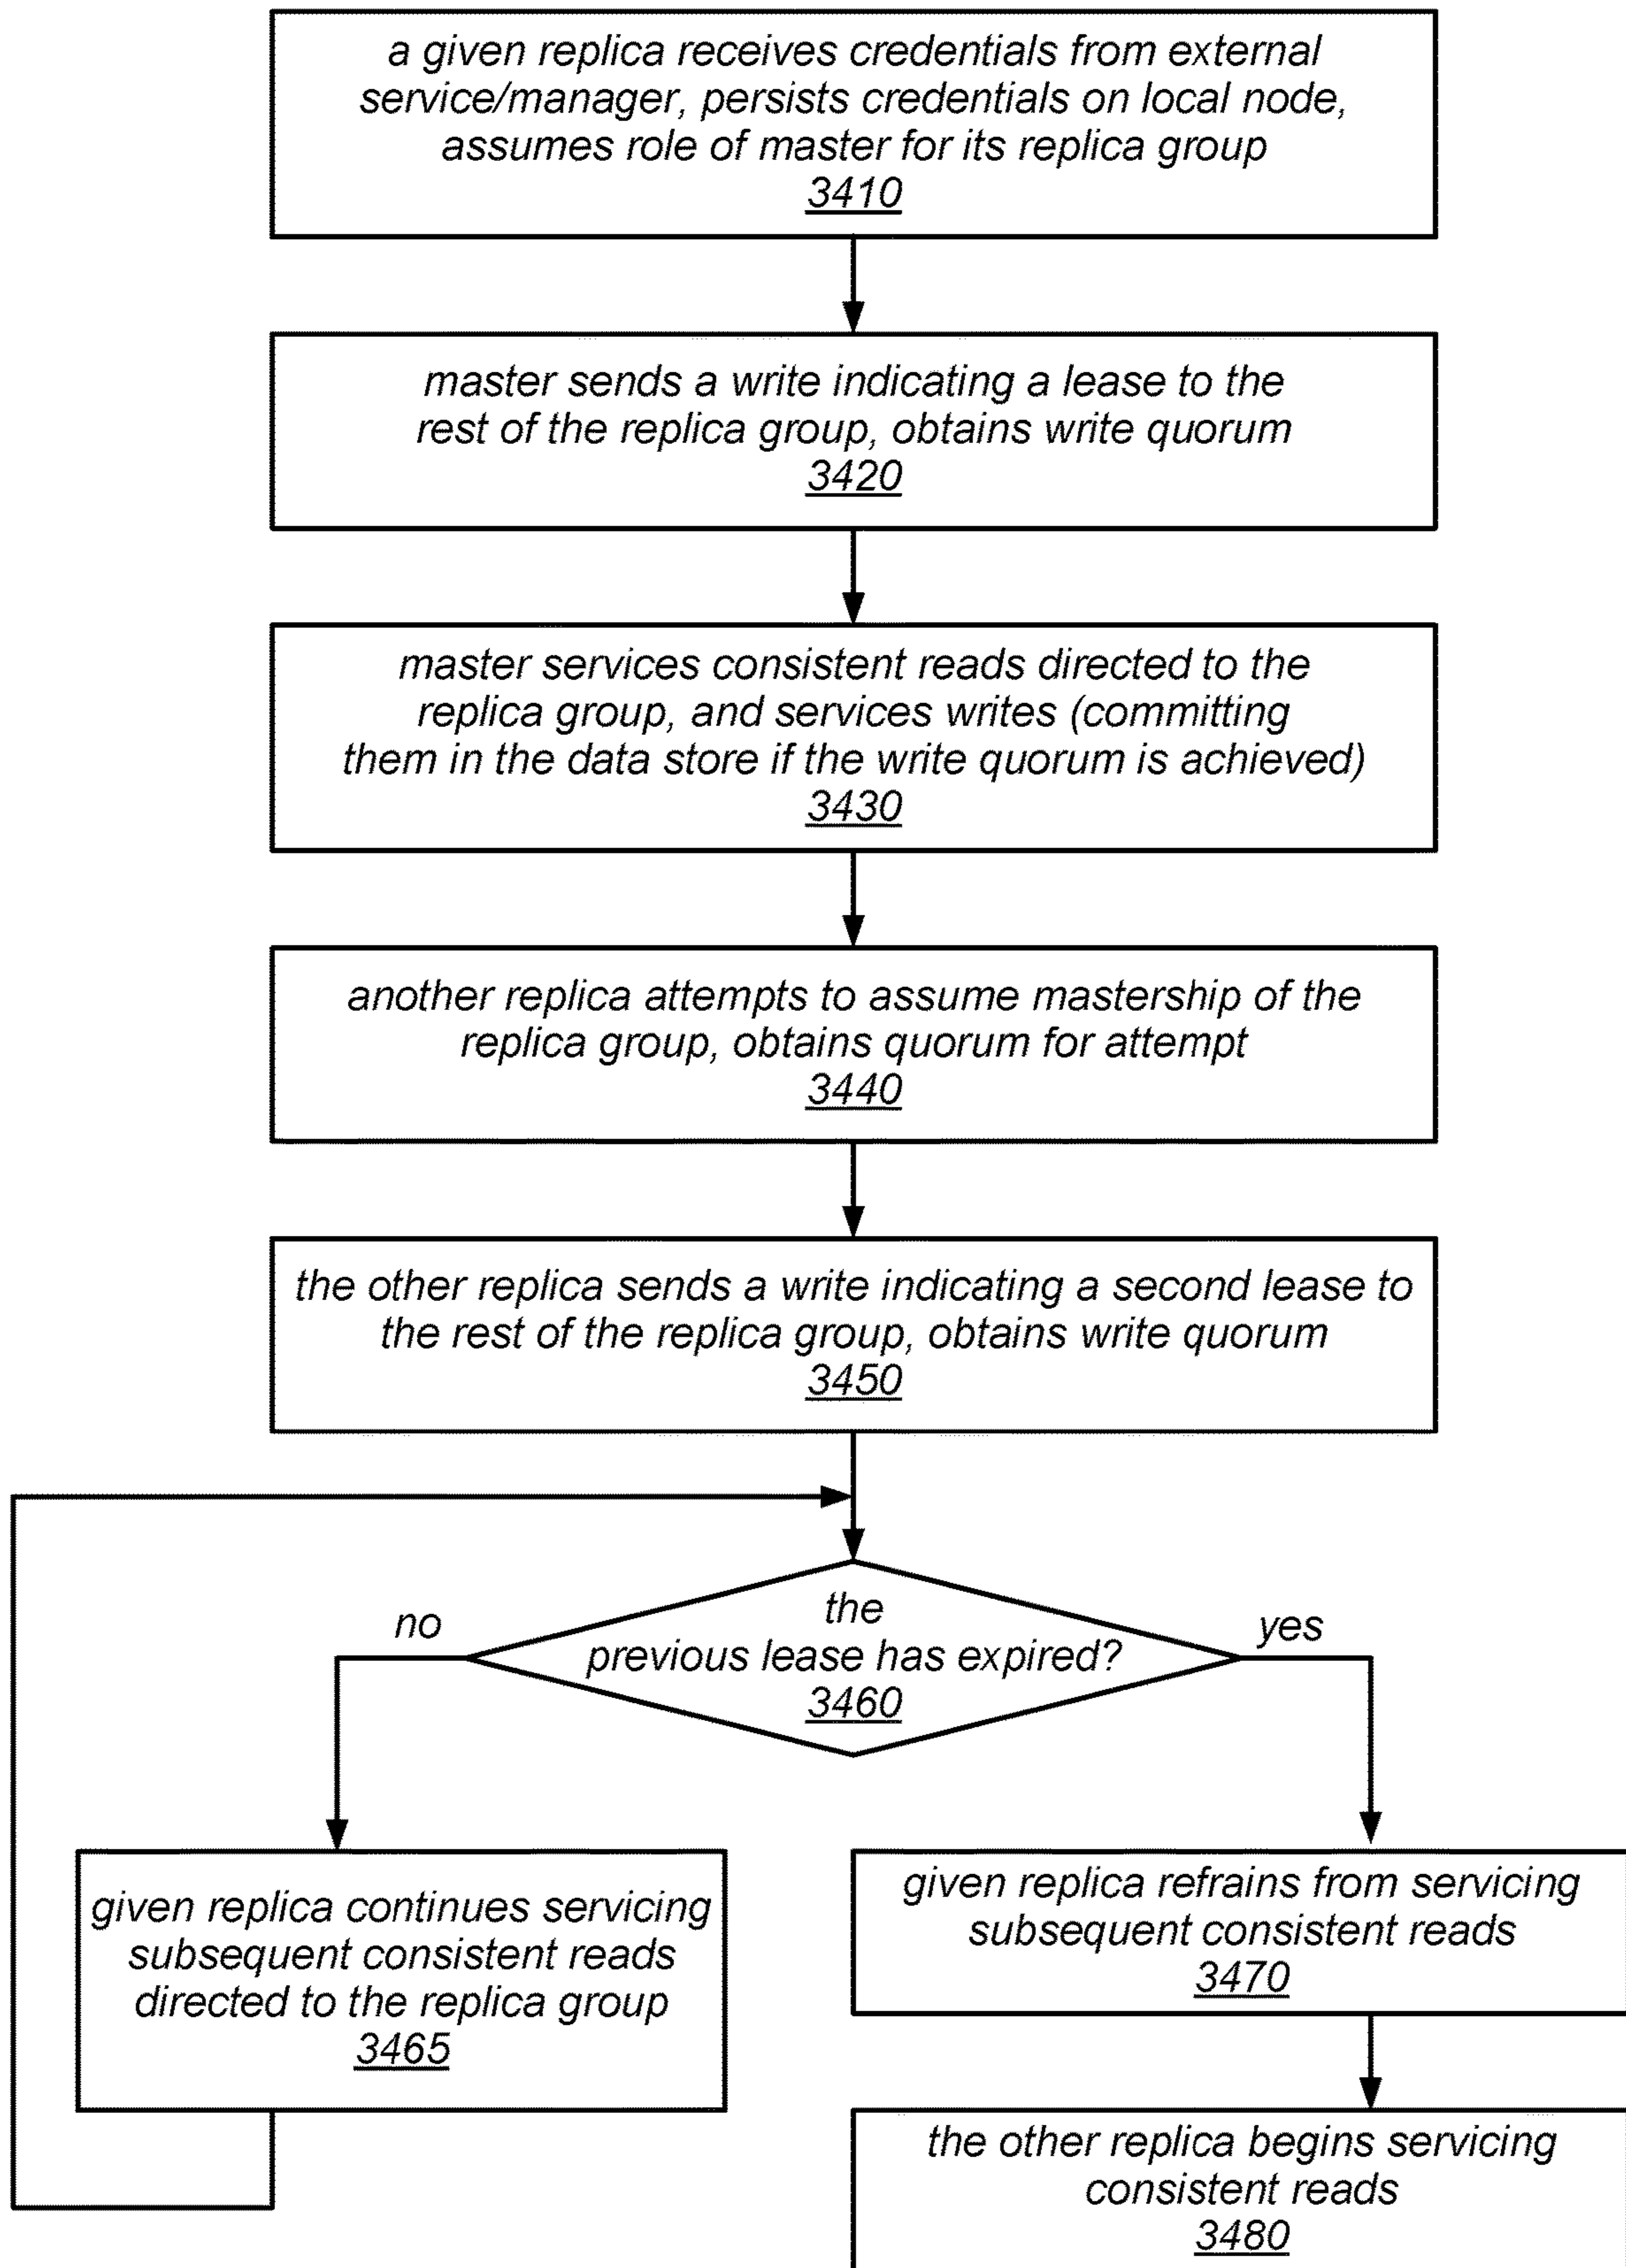 a given replica receives credentials from external
service/manager, persists credentials on local node,
assumes role of master for its replica group
3410
master sends a write indicating a lease to the
rest of the replica group, obtains write quorum
3420
master services consistent reads directed to the
replica group, and services writes (committing
them in the data store if the write quorum is achieved)
3430
another replica attempts to assume mastership of the
replica group, obtains quorum for attempt
3440
the other replica sends a write indicating a second lease to
the rest of the replica group, obtains write quorum
3450
the
previous lease has expired?
3460
no
yes
given replica continues servicing
subsequent consistent reads
directed to the replica group
3465
given replica refrains from servicing
subsequent consistent reads
3470
the other replica begins servicing
consistent reads
3480